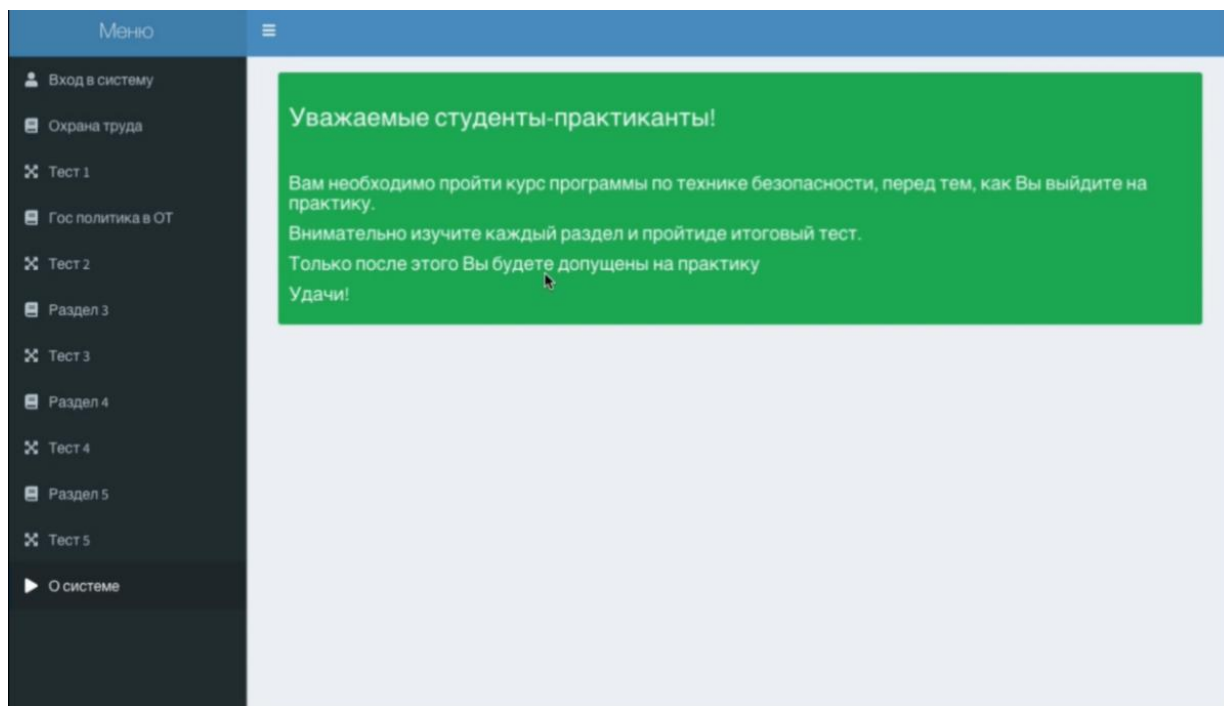 Меню
Вход в систему
Охрана труда
Тест 1
Гос политика в ОТ
Тест 2
Раздел 3
Тест 3
Раздел 4
Тест 4
Раздел 5
Тест 5
О системе
Уважаемые студенты-практиканты!
Вам необходимо пройти курс программы по технике безопасности, перед тем, как Вы выйдите на
практику.
Внимательно изучите каждый раздел и пройтиде итоговый тест.
Только после этого Вы будете допущены на практику
Удачи!